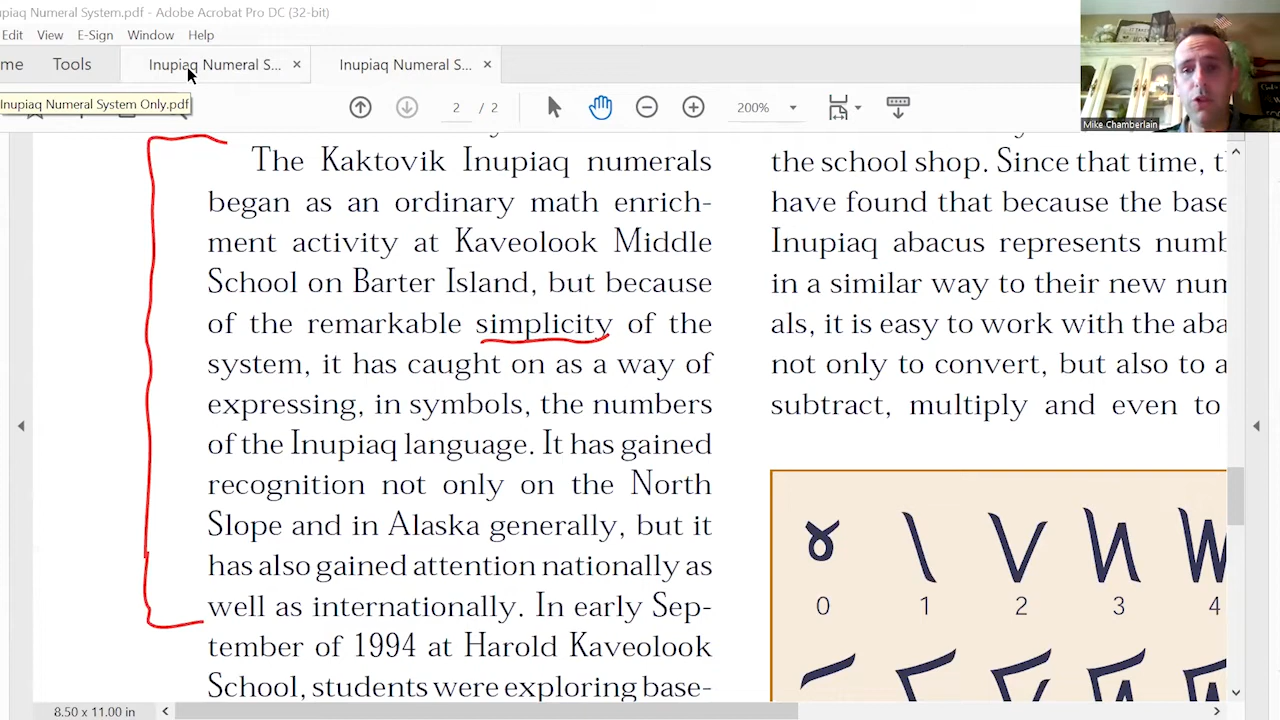 upiaq Numeral System.pdf - Adobe Acrobat Pro DC (32-bit)
Edit View E-Sign Window Help
me Tools Inupiaq Numeral S... × Inupiaq Numeral S... ×
Inupiaq Numeral System Only.pdf
2 / 2 200%
Mike Chamberlain
The Kaktovik Inupiaq numerals
began as an ordinary math enrich-
ment activity at Kaveolook Middle
School on Barter Island, but because
of the remarkable simplicity of the
system, it has caught on as a way of
expressing, in symbols, the numbers
of the Inupiaq language. It has gained
recognition not only on the North
Slope and in Alaska generally, but it
has also gained attention nationally as
well as internationally. In early Sep-
tember of 1994 at Harold Kaveolook
School, students were exploring base-
the school shop. Since that time, t
have found that because the base
Inupiaq abacus represents numb
in a similar way to their new num
als, it is easy to work with the aba
not only to convert, but also to a
subtract, multiply and even to
0 1 2 3 4
8.50 x 11.00 in